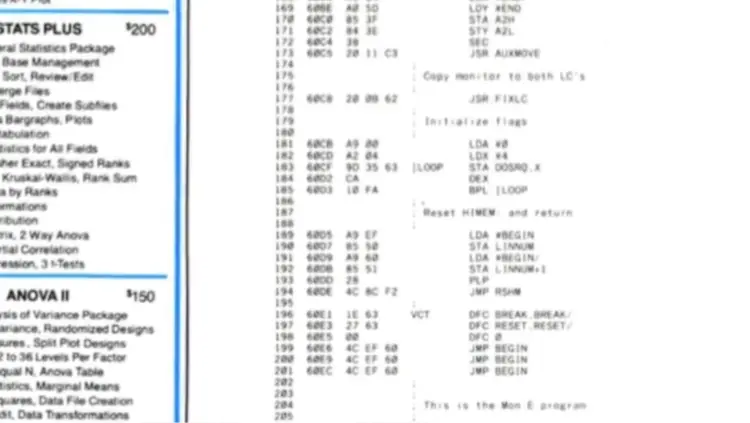 STATS PLUS $200
eral Statistics Package
Base Management
Sort, Review/Edit
erge Files
Fields, Create Subfiles
Bargraphs, Plots
tabulation
tistics for All Fields
her Exact, Signed Ranks
Kruskal-Wallis, Rank Sum
a by Ranks
ormations
ribution
trix, 2 Way Anova
rtial Correlation
ression, 3 t-Tests
ANOVA II $150
ysis of Variance Package
ariance, Randomized Designs
sures, Split Plot Designs
2 to 36 Levels Per Factor
qual N, Anova Table
tistics, Marginal Means
quares, Data File Creation
dit, Data Transformations
169 60BE A0 5D LDY #END
170 60C0 85 3F STA A2H
171 60C2 84 3E STY A2L
172 60C4 38 SEC
173 60C5 20 11 C3 JSR AUXMOVE
174 ;
175 ; Copy monitor to both LC's
176 ;
177 60C8 20 0B 62 JSR FIXLC
178 ;
179 ; Initialize flags
180 ;
181 60CB A9 00 LDA #0
182 60CD A2 04 LDX #4
183 60CF 9D 35 63 |LOOP STA DOSRQ,X
184 60D2 CA DEX
185 60D3 10 FA BPL |LOOP
186 ;
187 ; Reset HIMEM: and return
188 ;
189 60D5 A9 EF LDA #BEGIN
190 60D7 85 50 STA LINNUM
191 60D9 A9 60 LDA #BEGIN/
192 60DB 85 51 STA LINNUM+1
193 60DD 28 PLP
194 60DE 4C BC F2 JMP RSHM
195 ;
196 60E1 1E 63 VCT DFC BREAK,BREAK/
197 60E3 27 63 DFC RESET,RESET/
198 60E5 00 DFC 0
199 60E6 4C EF 60 JMP BEGIN
200 60E9 4C EF 60 JMP BEGIN
201 60EC 4C EF 60 JMP BEGIN
202 ;
203 ;
204 ; This is the Mon E program
205 ;